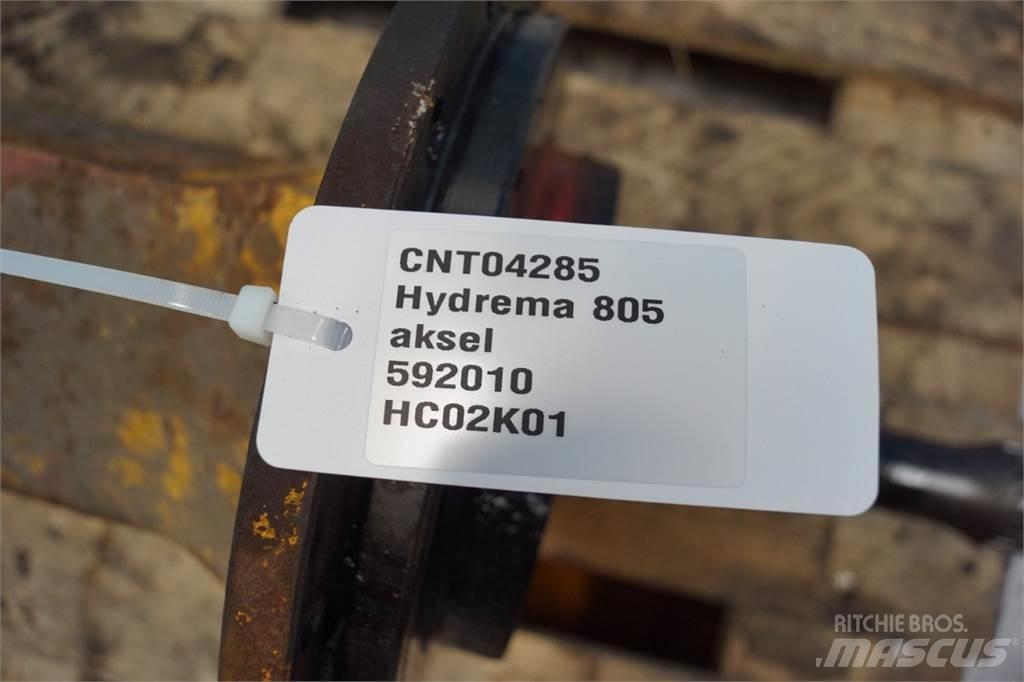 CNT04285
Hydrema 805
aksel
592010
HC02K01
RITCHIE BROS.
MASCUS